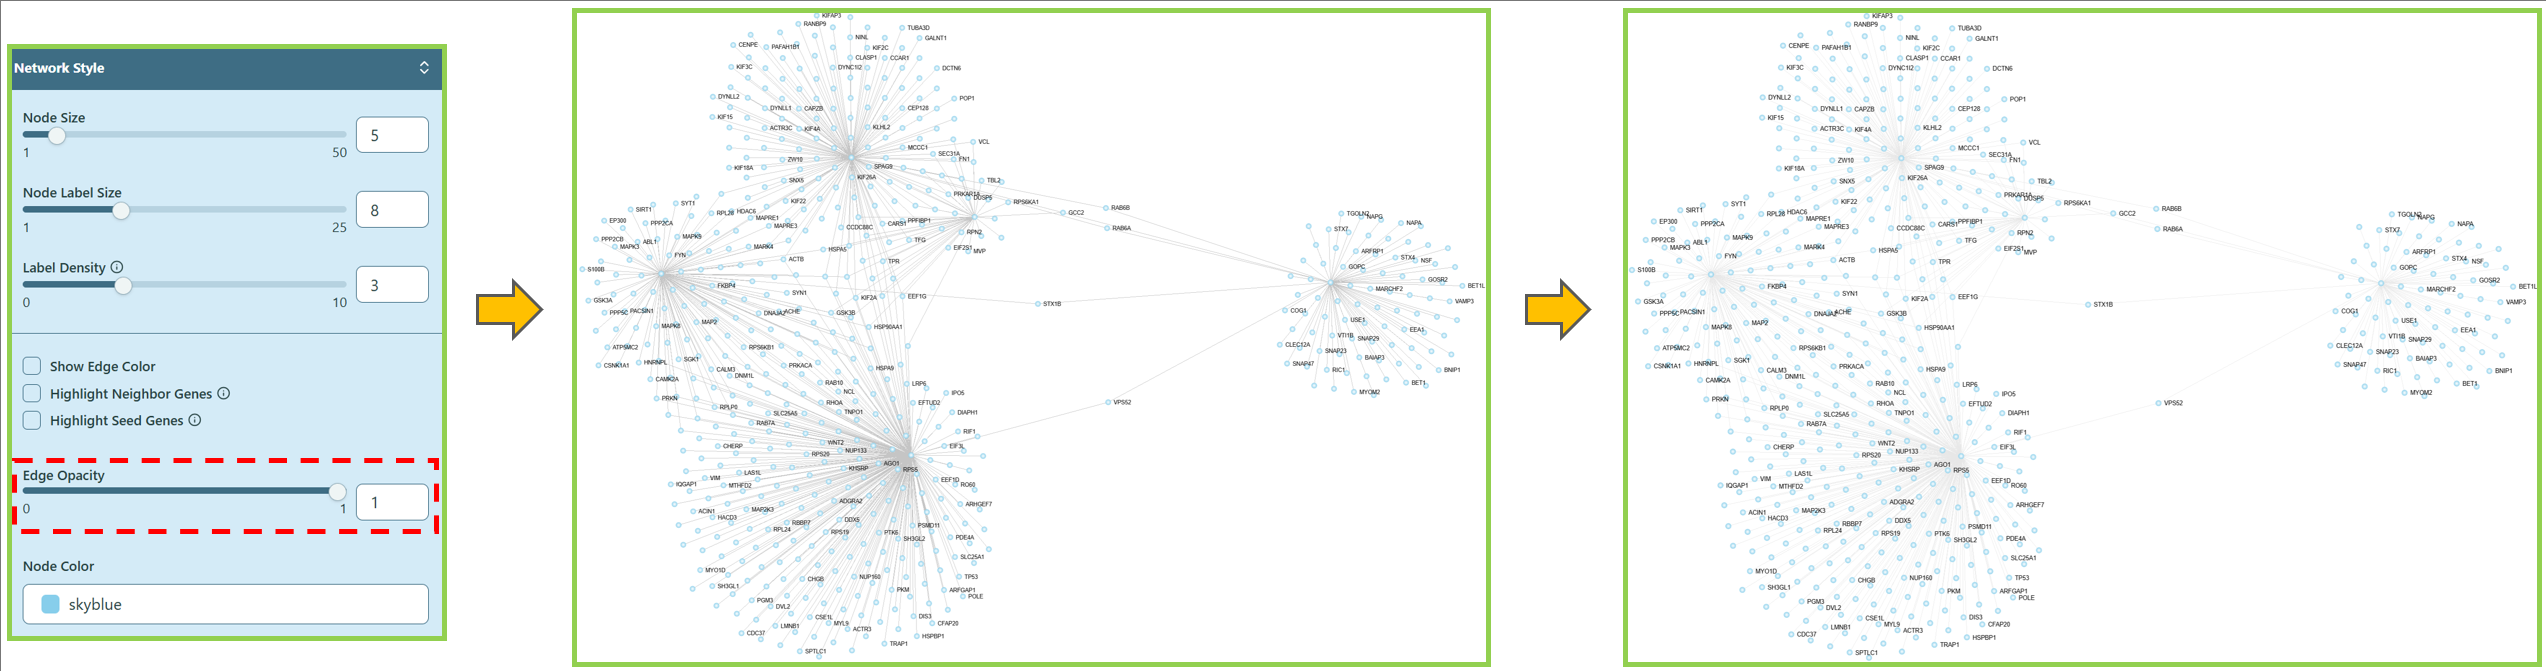 Network Style
Node Size
5
1 50
Node Label Size
8
1 25
Label Density
3
0 10
Show Edge Color
Highlight Neighbor Genes
Highlight Seed Genes
Edge Opacity
1
0 1
Node Color
skyblue
KIFAP3
RANBP9 TUBA3D
NINL GALNT1
CENPE PAFAH1B1 KIF2C
CLASP1 CCAR1
KIF3C DYNC1I2 DCTN6
DYNLL2 POP1
DYNLL1 CAPZB CEP128
KIF15
ACTR3C KIF4A KLHL2
VCL
MCCC1
SEC31A
ZW10 FN1
KIF18A SPAG9
SNX5 KIF26A TBL2
PRKAR1A
DUSP5
SIRT1 SYT1 KIF22 RPS6KA1
RPL28 HDAC6 GCC2 RAB6B
EP300 PPP2CA MAPRE1 PPFIBP1
MAPRE3 CCDC88C CARS1 RAB6A
PPP2CB ABL1 MAPK9 RPN2
MAPK3 MARK4 HSPA5 TFG EIF2S1 MVP
FYN ACTB TPR
S100B
FKBP4 SYN1 KIF2A EEF1G
GSK3A STX1B
PPP5C PACSIN1 DNAJA2 ACHE GSK3B
MAPK8 MAP2 HSP90AA1
ATP5MC2 RPS6KB1
CSNK1A1 HNRNPL SGK1 PRKACA HSPA9
CAMK2A CALM3 DNM1L RAB10 LRP6
NCL IPO5
PRKN RPLP0 RHOA EFTUD2
SLC25A5 TNPO1 DIAPH1 VPS52
RAB7A RIF1
CHERP WNT2 EIF3L
RPS20 NUP133
AGO1
KHSRP RPS5
LAS1L
IQGAP1 VIM MTHFD2 EEF1D RO60
ADGRA2 ARHGEF7
ACIN1 HACD3 MAP2K3
RBBP7 DDX5 PSMD11
RPL24 RPS19 PTK6 SH3GL2 PDE4A
SLC25A1
MYO1D CHGB NUP160 TP53
SH3GL1 PKM ARFGAP1
PGM3 DVL2 POLE
CSE1L DIS3
CDC37 LMNB1 MYL9 ACTR3 CFAP20
HSPBP1
SPTLC1 TRAP1
TGOLN2 NAPG NAPA
STX7
ARFRP1 STX4 NSF
GOPC
GOSR2 BET1L
MARCHF2 VAMP3
COG1 USE1
EEA1
VTI1B SNAP29
CLEC12A SNAP23 BAIAP3
SNAP47 RIC1 BNIP1
BET1
MYOM2
KIFAP3
RANBP9 TUBA3D
NINL GALNT1
CENPE PAFAH1B1 KIF2C
CLASP1 CCAR1
KIF3C DYNC1I2 DCTN6
DYNLL2 POP1
DYNLL1 CAPZB CEP128
KIF15
ACTR3C KIF4A KLHL2
VCL
MCCC1
SEC31A
ZW10 FN1
KIF18A SPAG9
SNX5 KIF26A TBL2
PRKAR1A
DUSP5
SIRT1 SYT1 KIF22 RPS6KA1
RPL28 HDAC6 GCC2 RAB6B
EP300 PPP2CA MAPRE1 PPFIBP1
MAPRE3 CCDC88C CARS1 RAB6A
PPP2CB ABL1 MAPK9 RPN2
MAPK3 MARK4 HSPA5 TFG EIF2S1 MVP
FYN ACTB TPR
S100B
FKBP4 SYN1 KIF2A EEF1G
GSK3A STX1B
PPP5C PACSIN1 DNAJA2 ACHE GSK3B
MAPK8 MAP2 HSP90AA1
ATP5MC2 RPS6KB1
CSNK1A1 HNRNPL SGK1 PRKACA HSPA9
CAMK2A CALM3 DNM1L RAB10 LRP6
NCL IPO5
PRKN RPLP0 RHOA EFTUD2
SLC25A5 TNPO1 DIAPH1 VPS52
RAB7A RIF1
CHERP WNT2 EIF3L
RPS20 NUP133
AGO1
KHSRP RPS5
LAS1L
IQGAP1 VIM MTHFD2 EEF1D RO60
ADGRA2 ARHGEF7
ACIN1 HACD3 MAP2K3
RBBP7 DDX5 PSMD11
RPL24 RPS19 PTK6 SH3GL2 PDE4A
SLC25A1
MYO1D CHGB NUP160 TP53
SH3GL1 PKM ARFGAP1
PGM3 DVL2 POLE
CSE1L DIS3
CDC37 LMNB1 MYL9 ACTR3 CFAP20
HSPBP1
SPTLC1 TRAP1
TGOLN2 NAPG NAPA
STX7
ARFRP1 STX4 NSF
GOPC
GOSR2 BET1L
MARCHF2 VAMP3
COG1 USE1
EEA1
VTI1B SNAP29
CLEC12A SNAP23 BAIAP3
SNAP47 RIC1 BNIP1
BET1
MYOM2